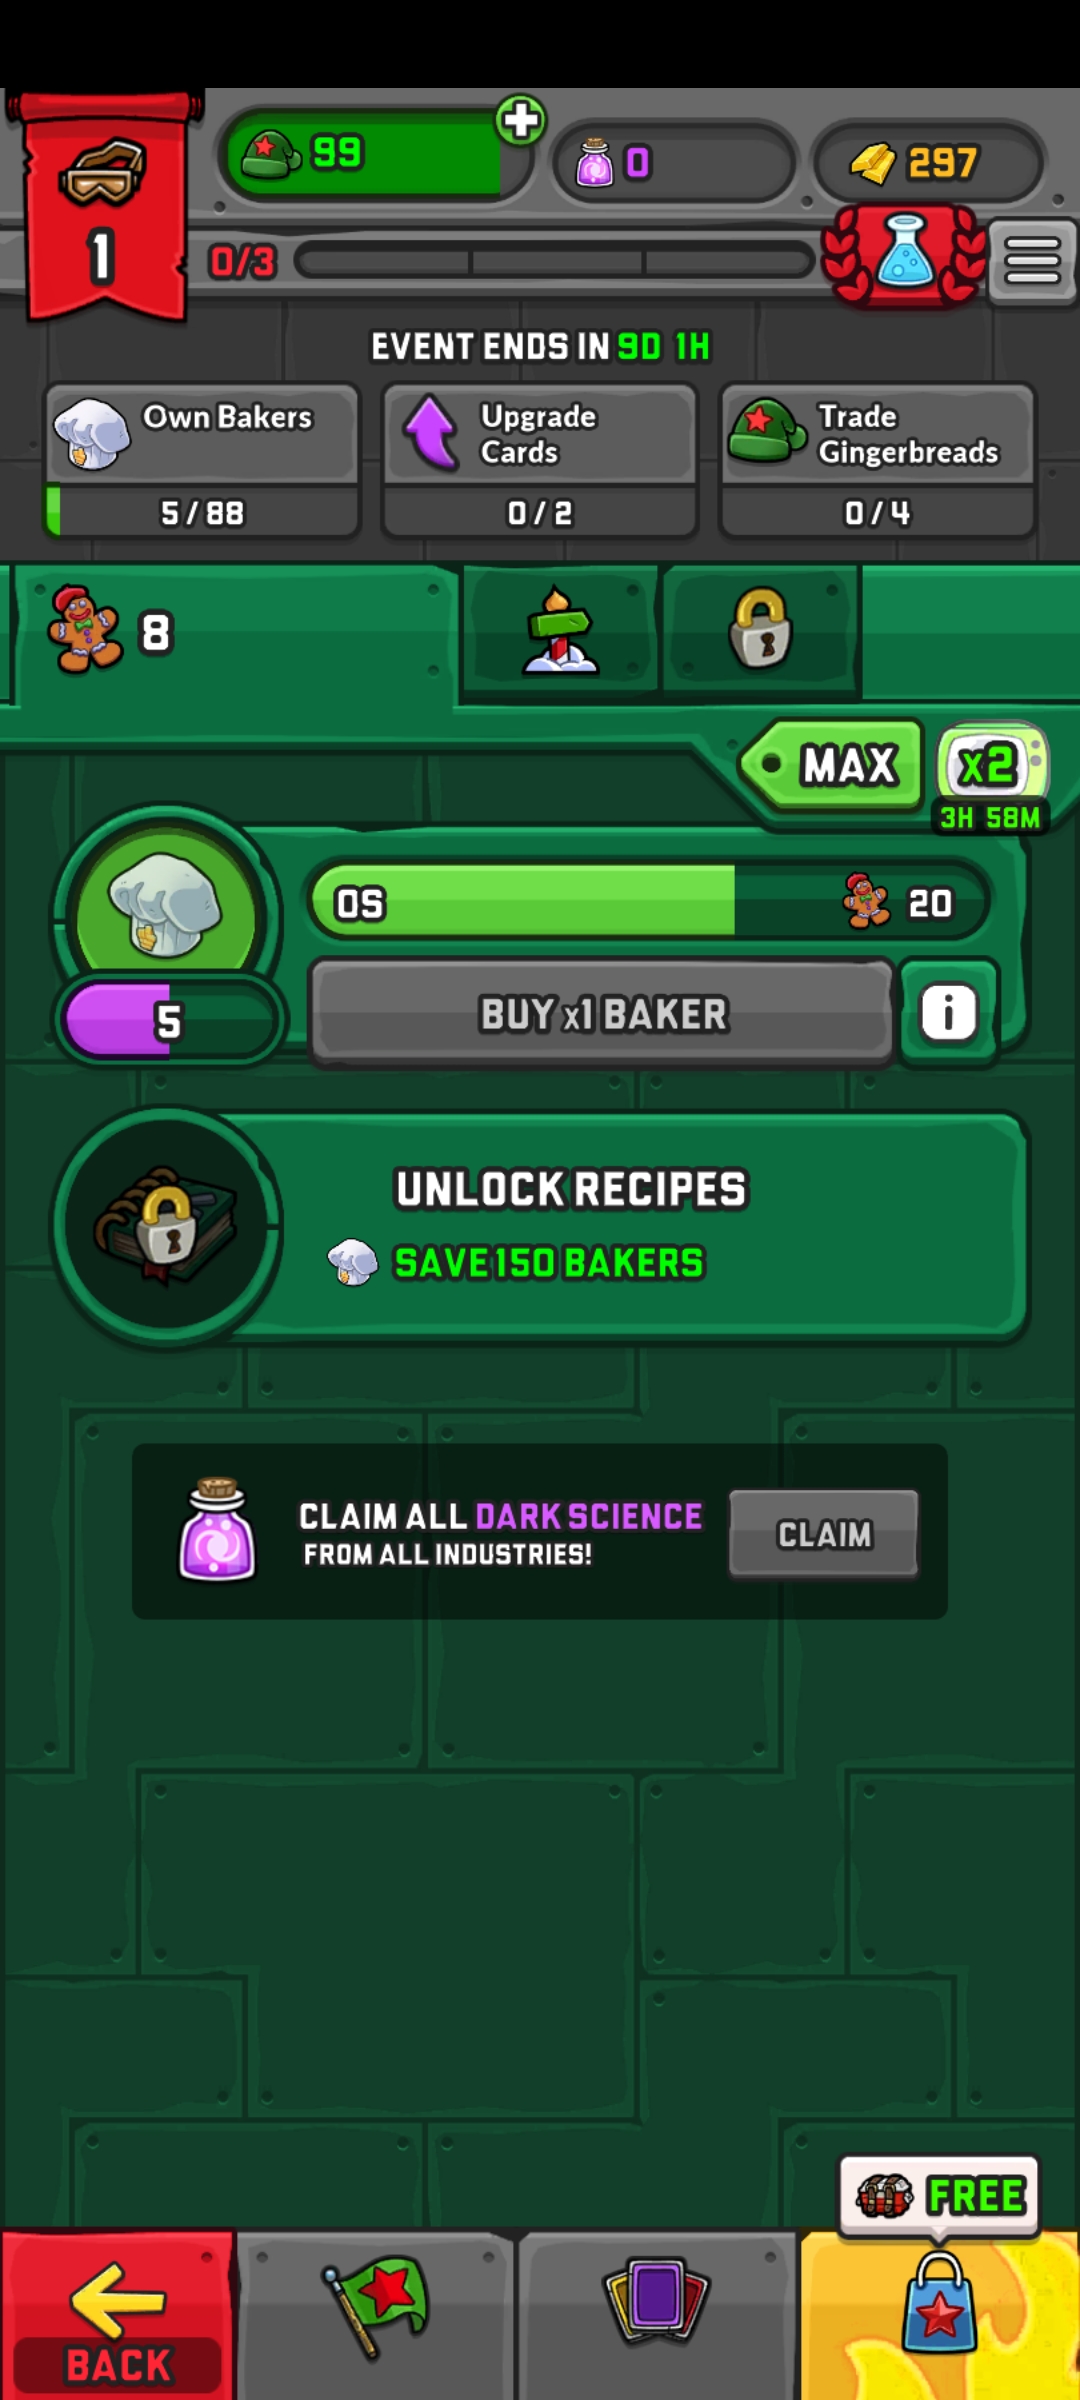 99
0
297
1
0/3
EVENT ENDS IN 9D 1H
Own Bakers
5/88
Upgrade
Cards
0/2
Trade
Gingerbreads
0/4
8
MAX
x2
3H 58M
0S
20
5
BUY x1 BAKER
i
UNLOCK RECIPES
SAVE 150 BAKERS
CLAIM ALL DARK SCIENCE
FROM ALL INDUSTRIES!
CLAIM
FREE
BACK